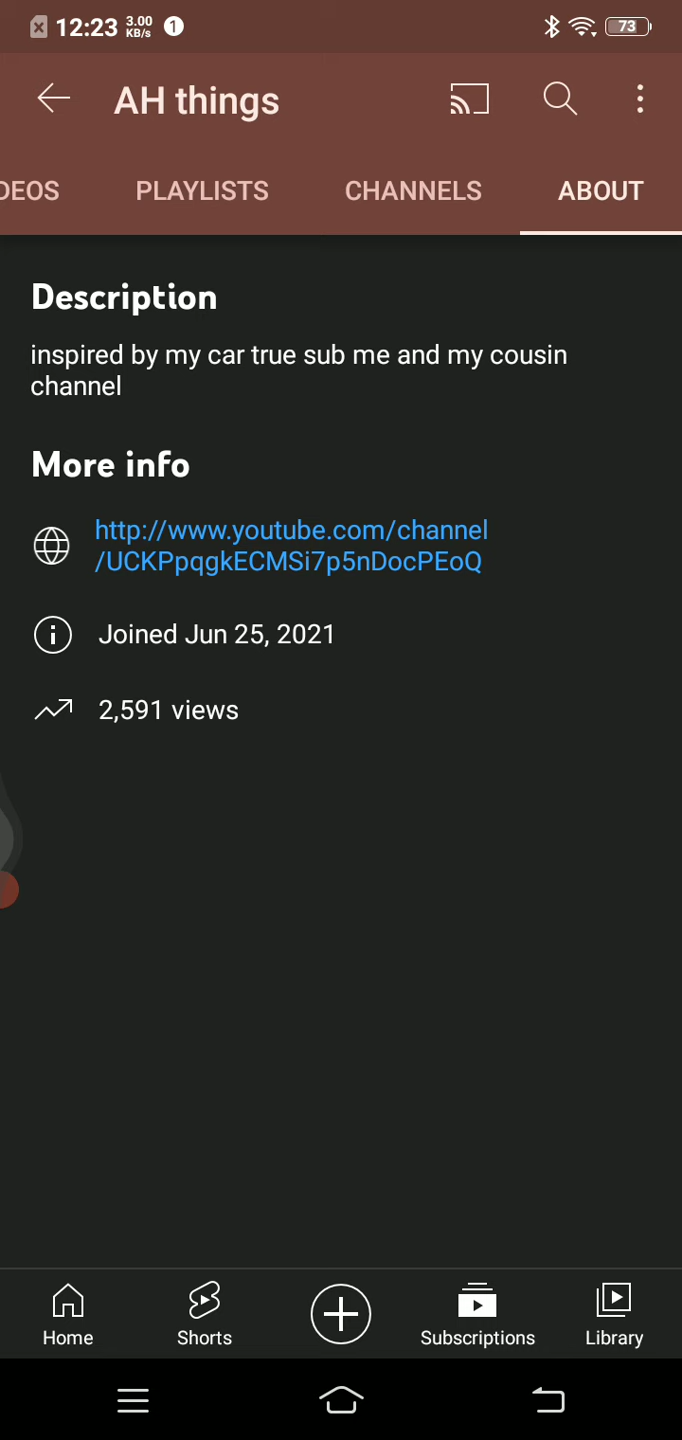 12:23 3.00 KB/s 1 73
AH things
DEOS PLAYLISTS CHANNELS ABOUT
Description
inspired by my car true sub me and my cousin
channel
More info
http://www.youtube.com/channel
/UCKPpqgkECMSi7p5nDocPEoQ
Joined Jun 25, 2021
2,591 views
Home Shorts Subscriptions Library